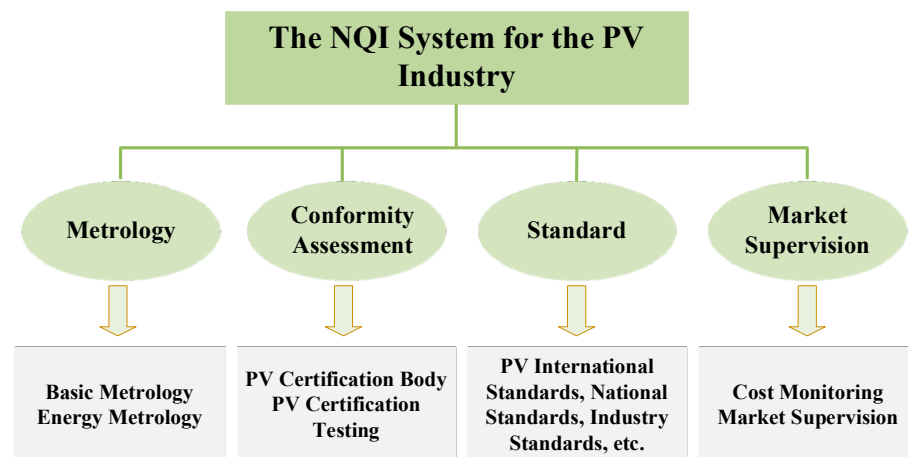 The NQI System for the PV
Industry
Metrology
Conformity
Assessment
Standard
Market
Supervision
Basic Metrology
Energy Metrology
PV Certification Body
PV Certification
Testing
PV International
Standards, National
Standards, Industry
Standards, etc.
Cost Monitoring
Market Supervision